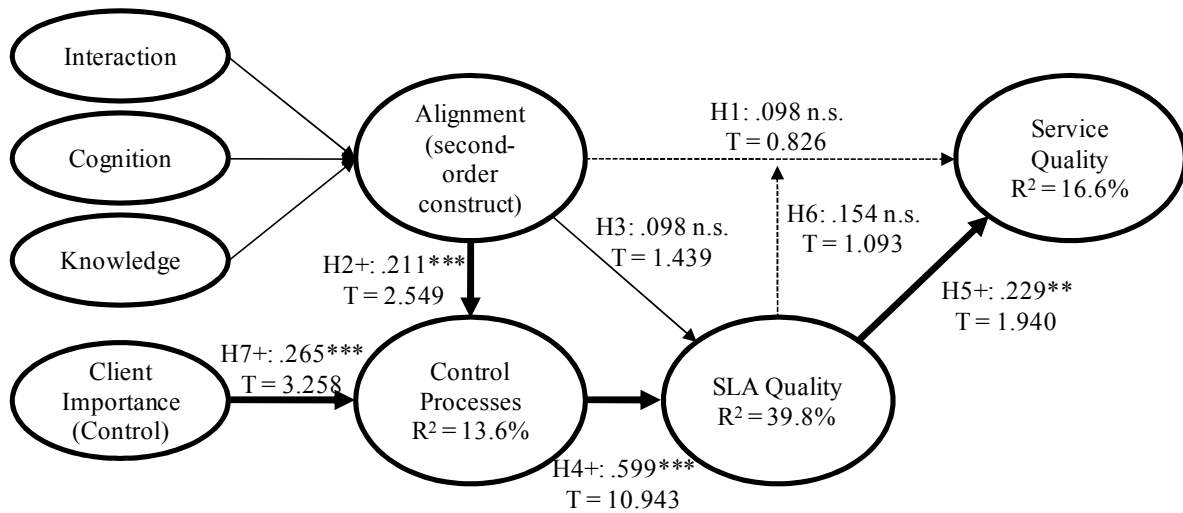 Interaction
Cognition
Knowledge
Alignment
(second-
order
construct)
H1: .098 n.s.
T = 0.826
Service
Quality
R² = 16.6%
H3: .098 n.s.
T = 1.439
H6: .154 n.s.
T = 1.093
H2+: .211***
T = 2.549
H5+: .229**
T = 1.940
Client
Importance
(Control)
H7+: .265***
T = 3.258
Control
Processes
R² = 13.6%
H4+: .599***
T = 10.943
SLA Quality
R² = 39.8%